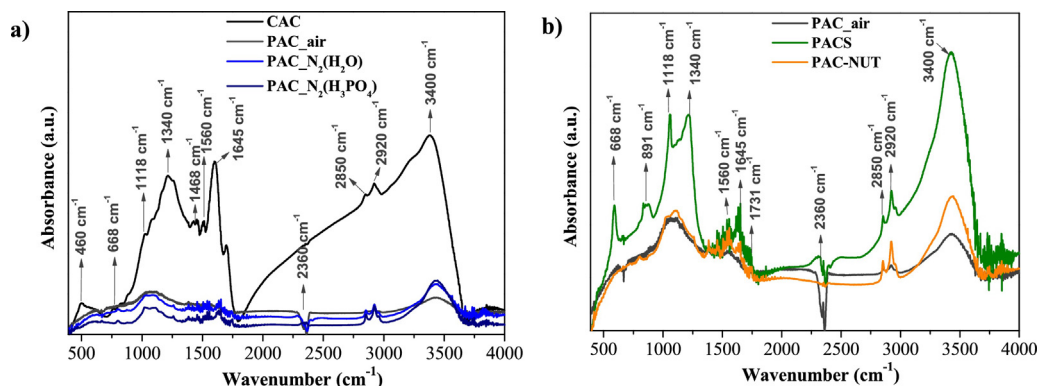 a)
CAC
PAC_air
PAC_N2(H2O)
PAC_N2(H3PO4)
460 cm-1
668 cm-1
1118 cm-1
1340 cm-1
1468 cm-1
1560 cm-1
1645 cm-1
2360 cm-1
2850 cm-1
2920 cm-1
3400 cm-1
Absorbance (a.u.)
500 1000 1500 2000 2500 3000 3500 4000
Wavenumber (cm-1)
b)
PAC_air
PACS
PAC-NUT
668 cm-1
891 cm-1
1118 cm-1
1340 cm-1
1560 cm-1
1645 cm-1
1731 cm-1
2360 cm-1
2850 cm-1
2920 cm-1
3400 cm-1
Absorbance (a.u.)
500 1000 1500 2000 2500 3000 3500 4000
Wavenumber (cm-1)